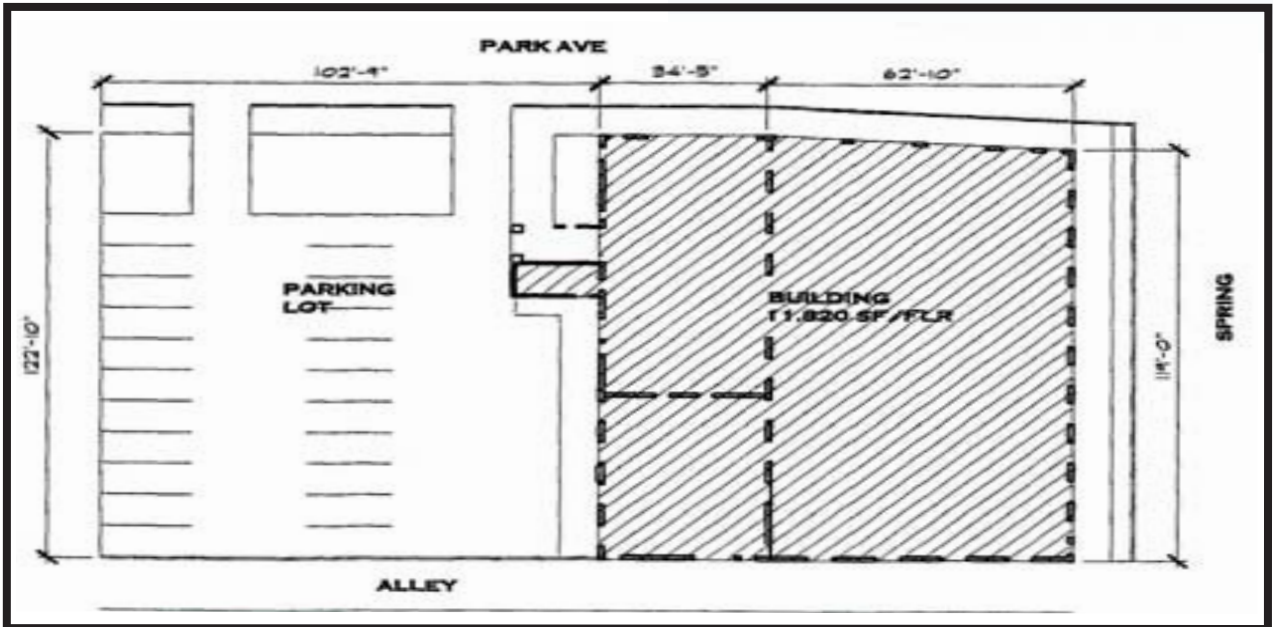 PARK AVE
102'-9"
34'-5"
62'-10"
PARKING
LOT
BUILDING
11,820 SF/FLR
122'-10"
119'-0"
SPRING
ALLEY